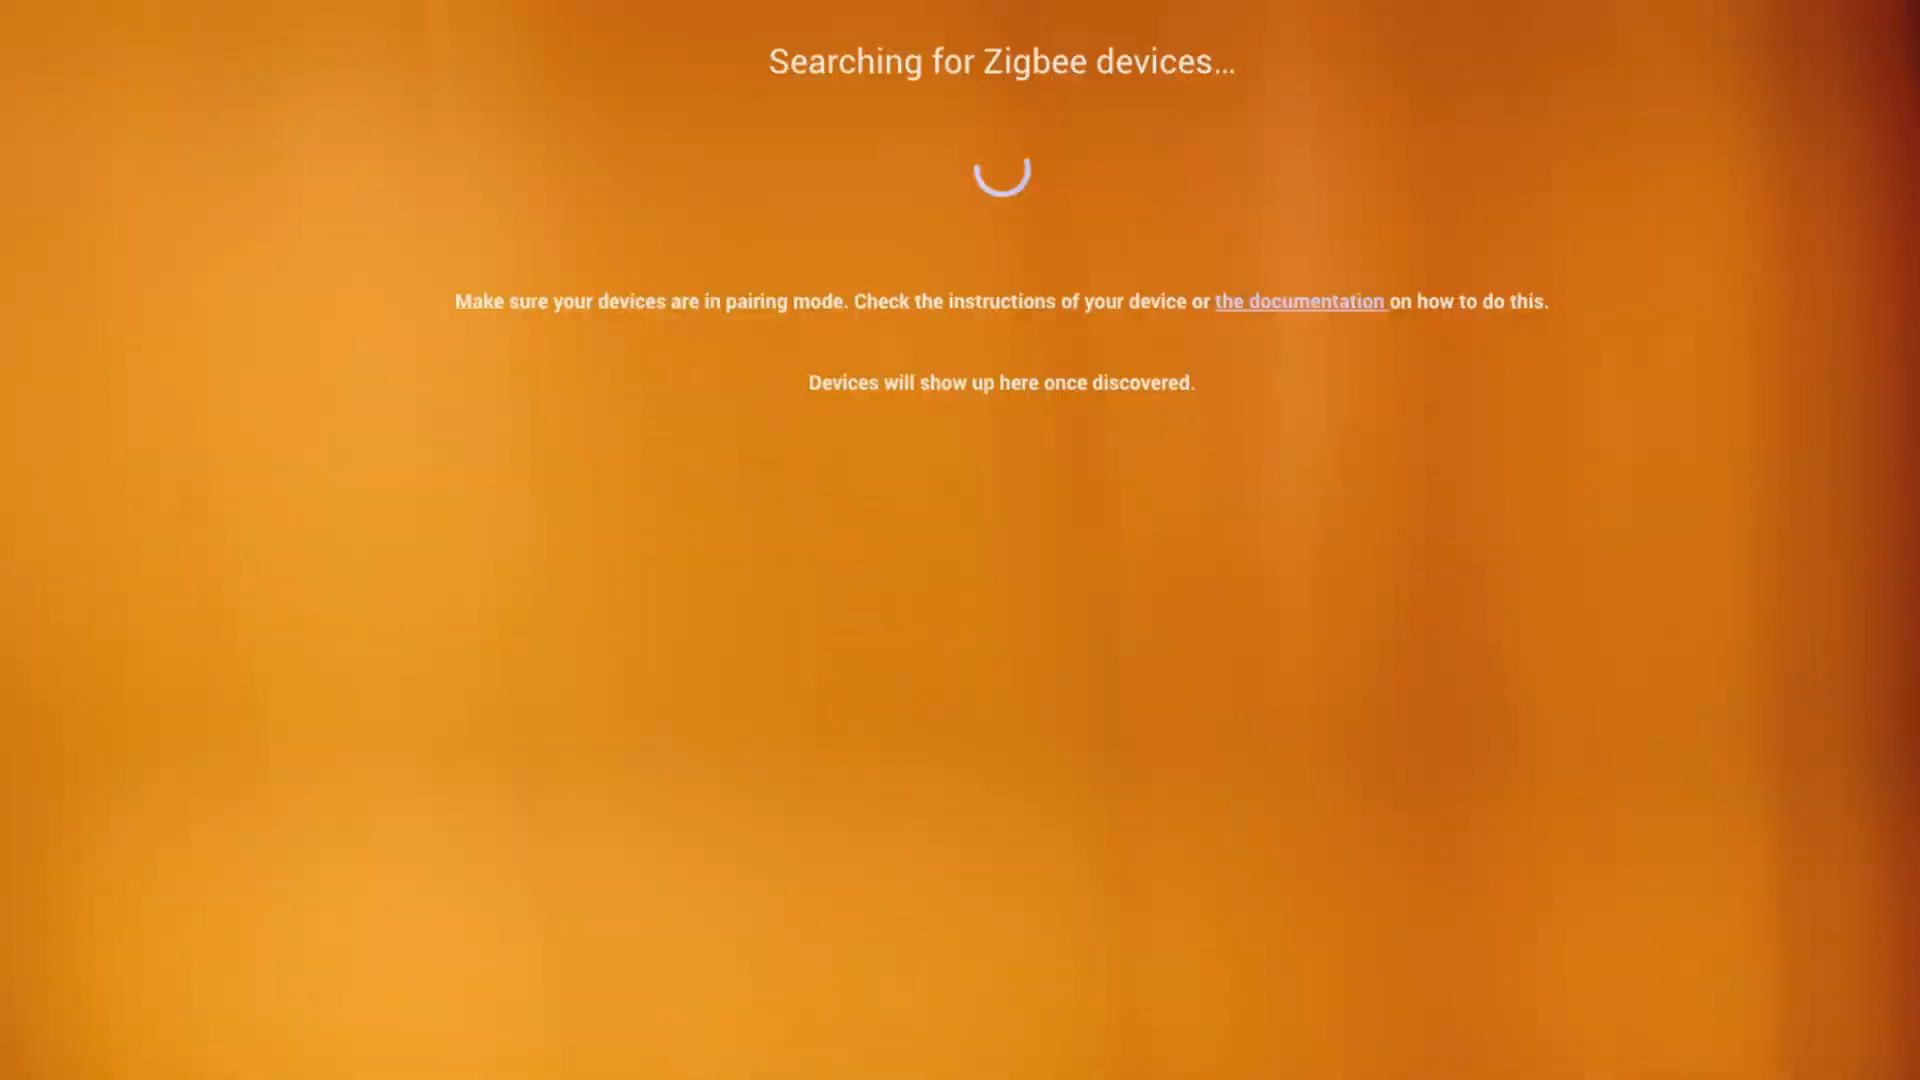 Searching for Zigbee devices…
Make sure your devices are in pairing mode. Check the instructions of your device or the documentation on how to do this.
Devices will show up here once discovered.